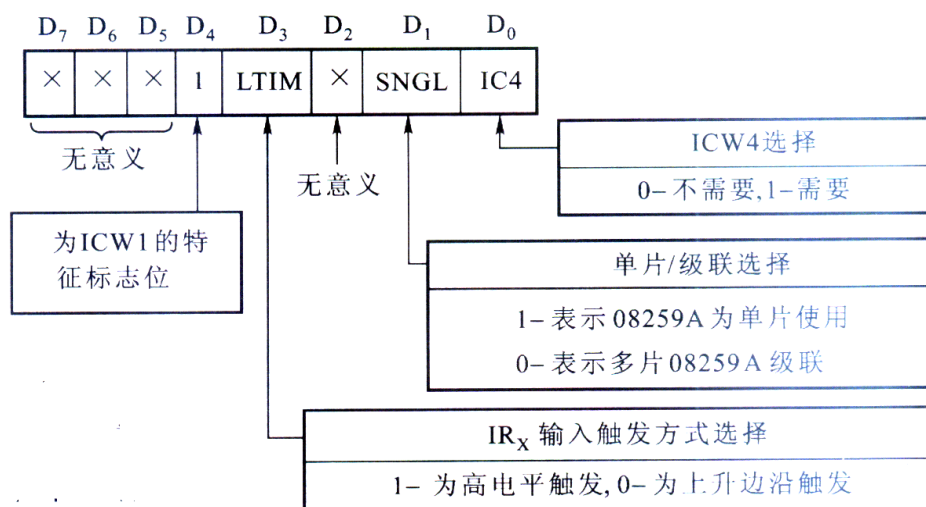 D₇ D₆ D₅ D₄ D₃ D₂ D₁ D₀
× × × 1 LTIM × SNGL IC4
无意义
无意义
ICW4选择
0-不需要,1-需要
为ICW1的特
征标志位
单片/级联选择
1-表示08259A为单片使用
0-表示多片08259A级联
IRX输入触发方式选择
1-为高电平触发,0-为上升边沿触发